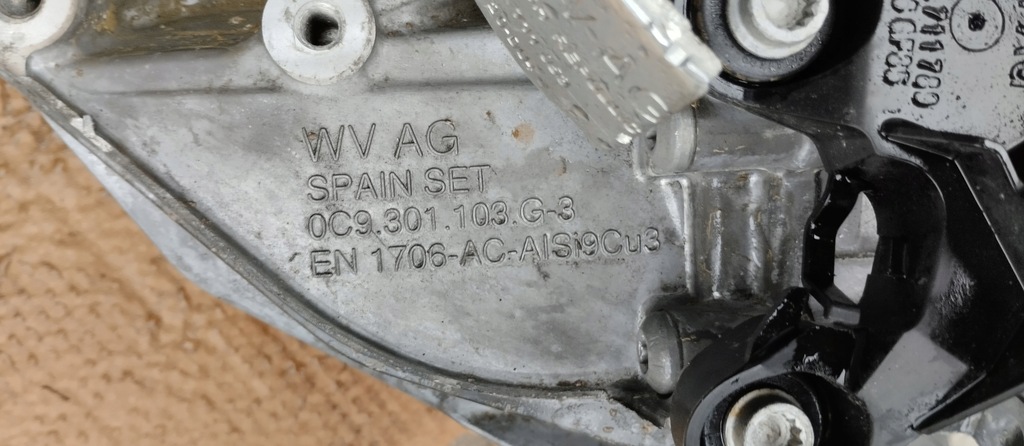 WV AG
SPAIN SET
0C9.301.103.G-3
EN 1706-AC-AlSi9Cu3